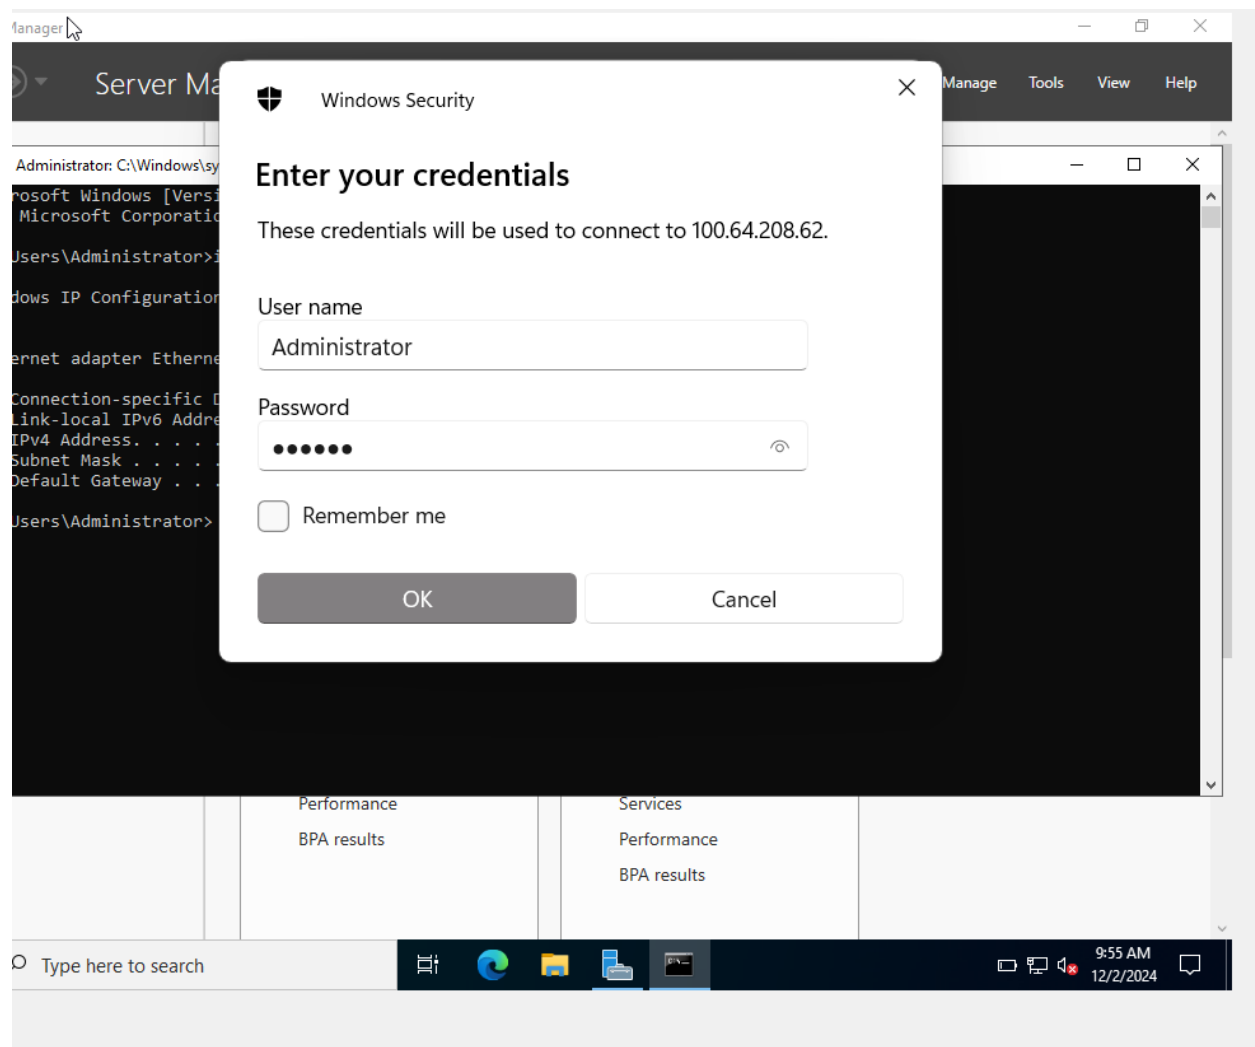 Manager
Server Ma
Manage Tools View Help
Windows Security
Enter your credentials
These credentials will be used to connect to 100.64.208.62.
User name
Administrator
Password
●●●●●●
Remember me
OK Cancel
Administrator: C:\Windows\sy
rosoft Windows [Versi
Microsoft Corporatio
Users\Administrator>i
dows IP Configuration
ernet adapter Etherne
Connection-specific D
Link-local IPv6 Addre
IPv4 Address. . . . .
Subnet Mask . . . . .
Default Gateway . . .
Users\Administrator>
Performance
BPA results
Services
Performance
BPA results
Type here to search
9:55 AM
12/2/2024